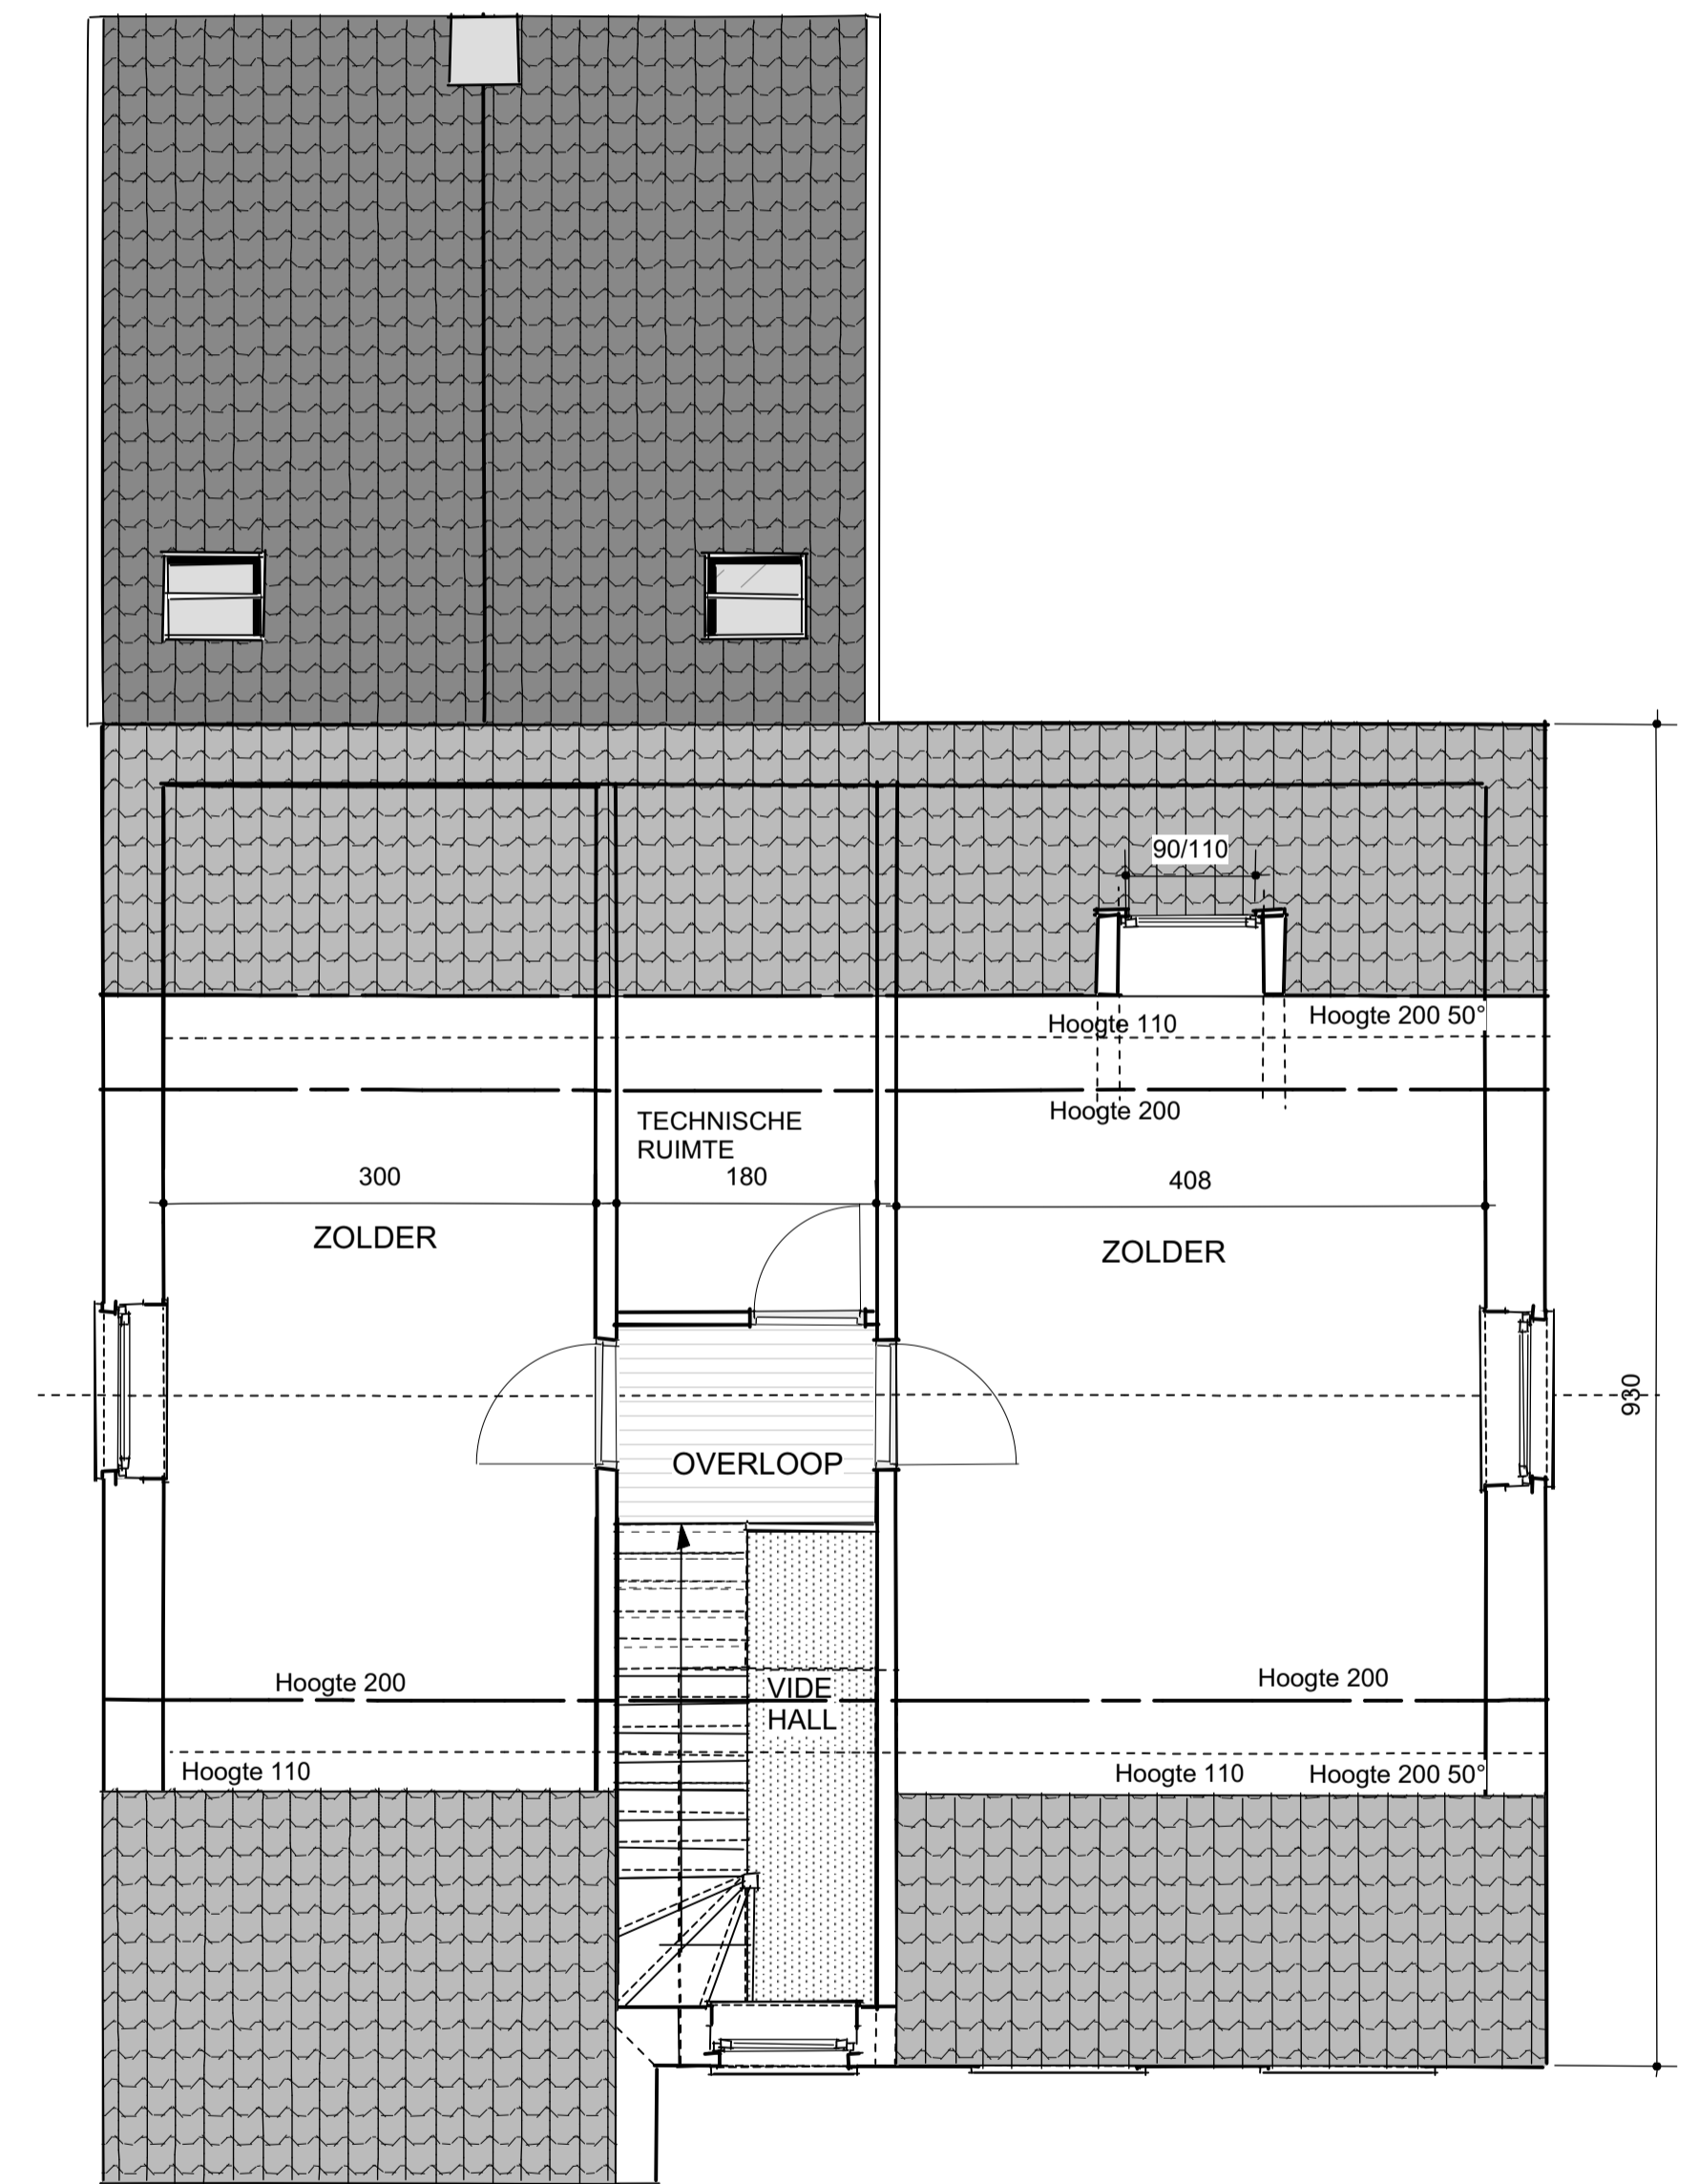 90/110
Hoogte 200 50°
Hoogte 110
Hoogte 200
TECHNISCHE
RUIMTE
300
180
408
ZOLDER
ZOLDER
930
OVERLOOP
Hoogte 200
Hoogte 200
VIDE
HALL
Hoogte 110
Hoogte 110
Hoogte 200 50°